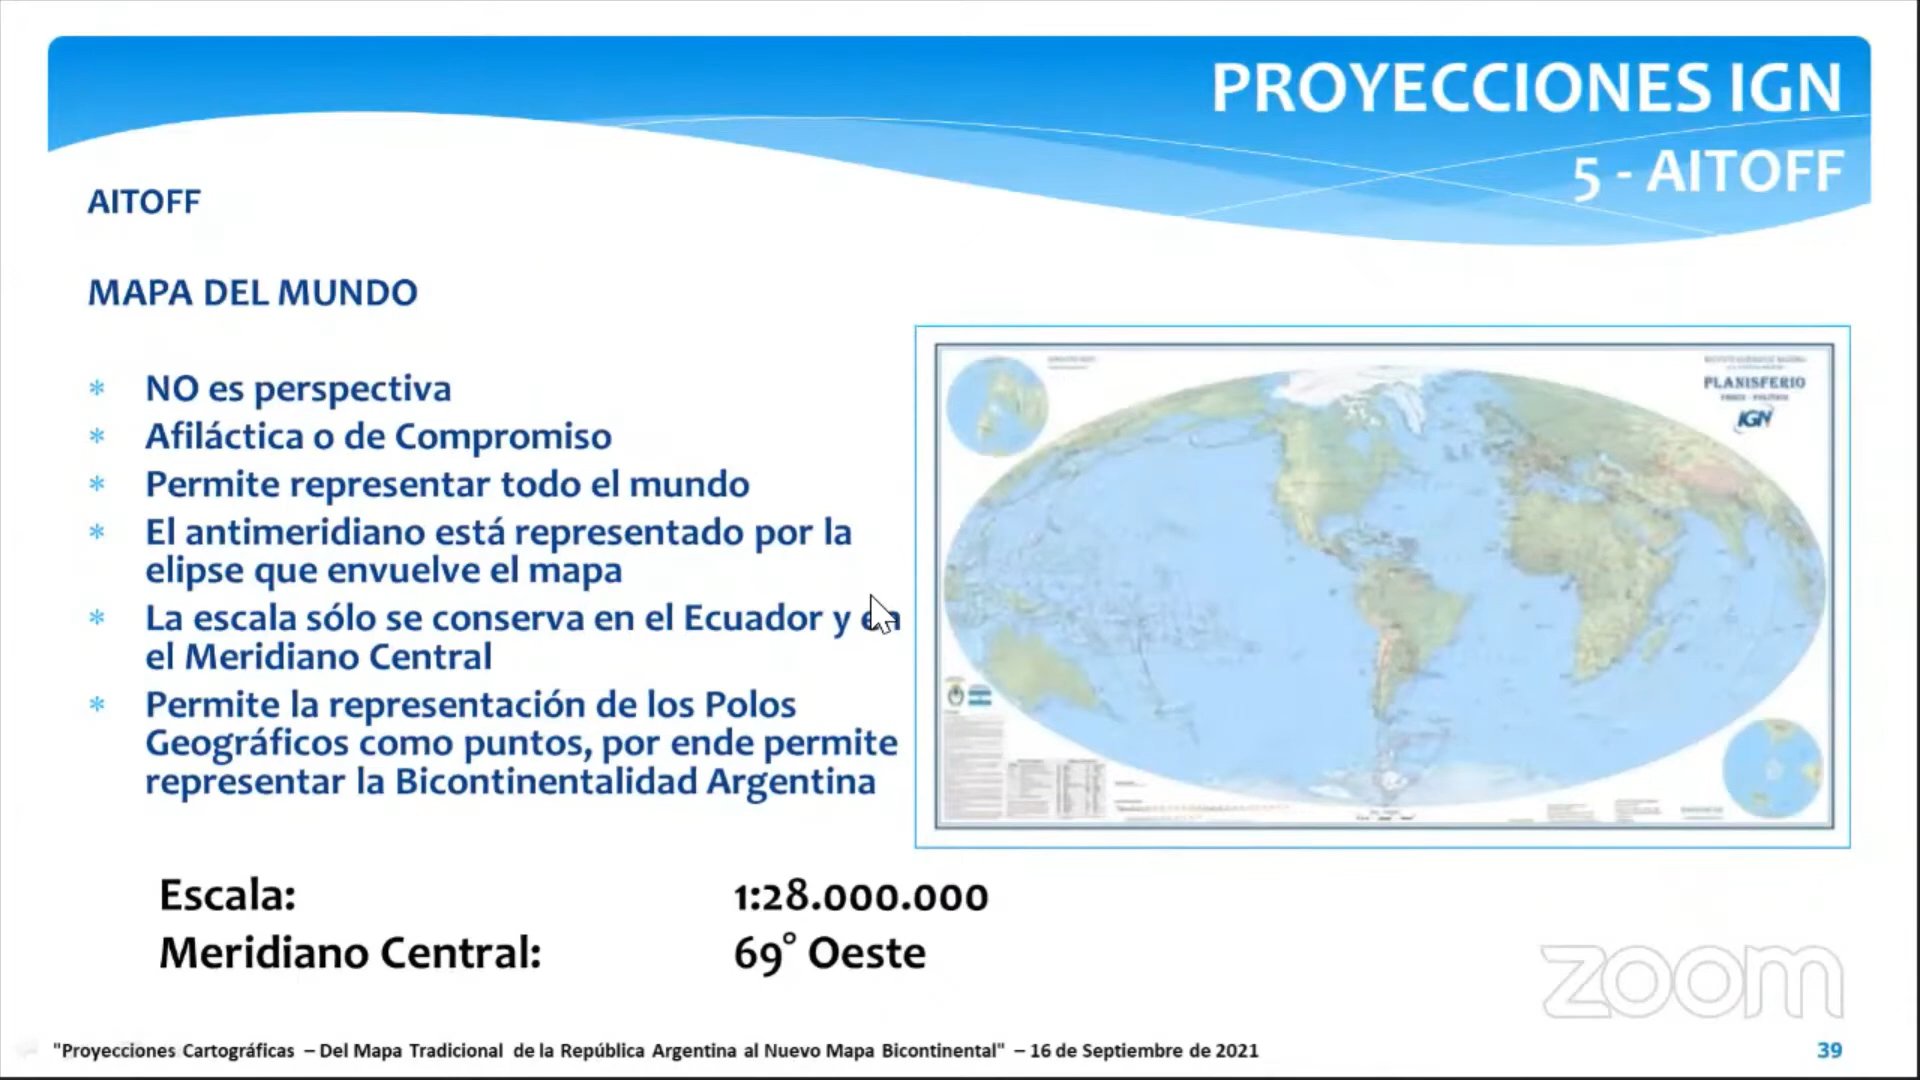 PROYECCIONES IGN
5 - AITOFF
AITOFF
MAPA DEL MUNDO
* NO es perspectiva
* Afiláctica o de Compromiso
* Permite representar todo el mundo
* El antimeridiano está representado por la
elipse que envuelve el mapa
* La escala sólo se conserva en el Ecuador y en
el Meridiano Central
* Permite la representación de los Polos
Geográficos como puntos, por ende permite
representar la Bicontinentalidad Argentina
PLANISFERIO
IGN
Escala: 1:28.000.000
Meridiano Central: 69° Oeste
zoom
"Proyecciones Cartográficas – Del Mapa Tradicional de la República Argentina al Nuevo Mapa Bicontinental" – 16 de Septiembre de 2021
39